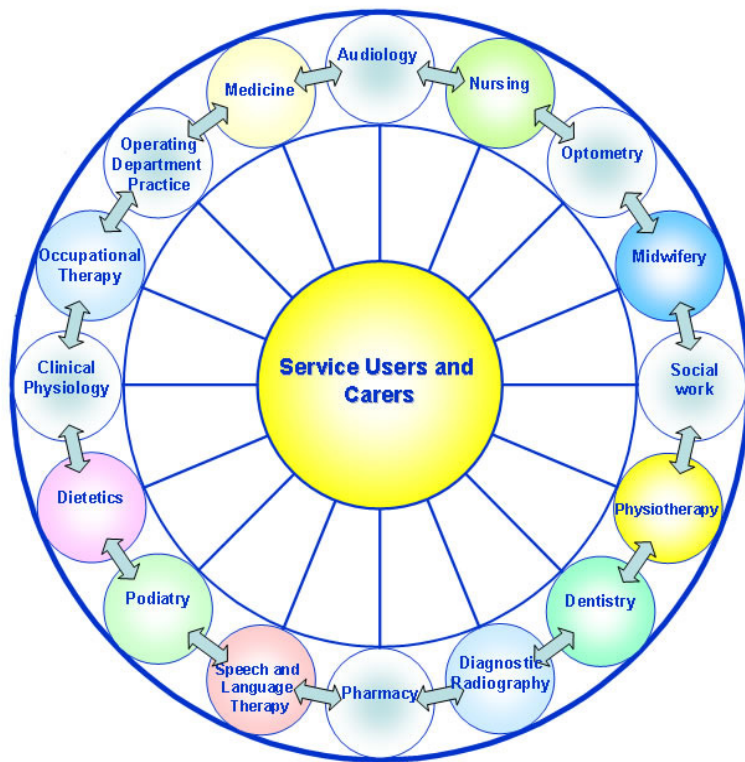 Audiology
Nursing
Optometry
Midwifery
Social
work
Physiotherapy
Dentistry
Diagnostic
Radiography
Pharmacy
Speech and
Language
Therapy
Podiatry
Dietetics
Clinical
Physiology
Occupational
Therapy
Operating
Department
Practice
Medicine
Service Users and
Carers